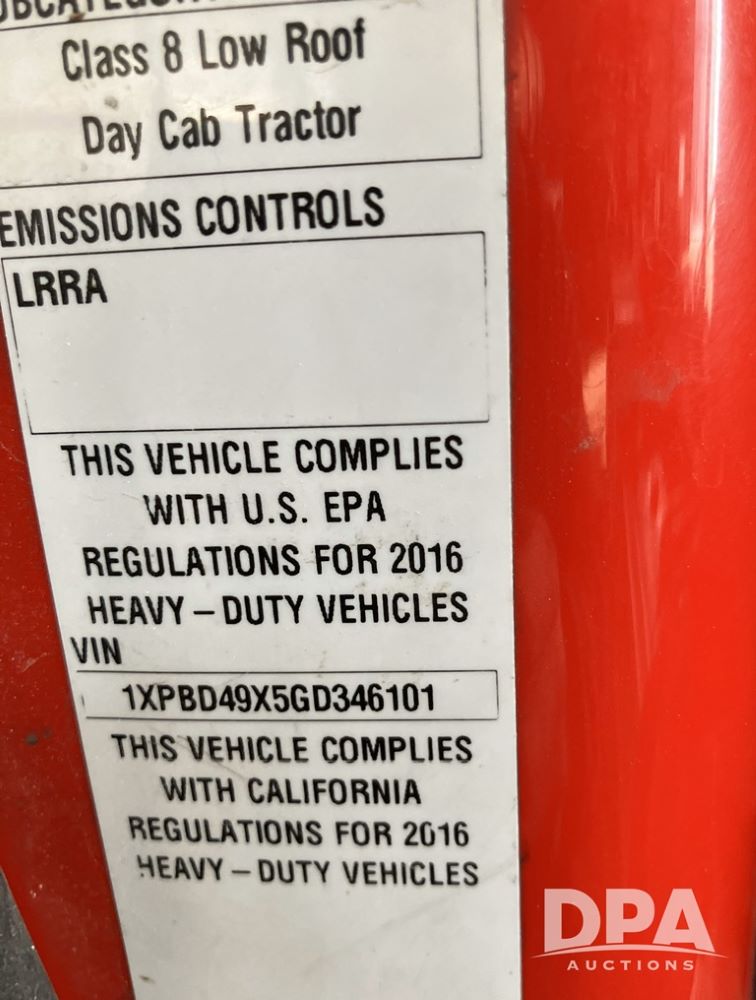 Class 8 Low Roof
Day Cab Tractor
EMISSIONS CONTROLS
LRRA
THIS VEHICLE COMPLIES
WITH U.S. EPA
REGULATIONS FOR 2016
HEAVY – DUTY VEHICLES
VIN
1XPBD49X5GD346101
THIS VEHICLE COMPLIES
WITH CALIFORNIA
REGULATIONS FOR 2016
HEAVY – DUTY VEHICLES
DPA
AUCTIONS